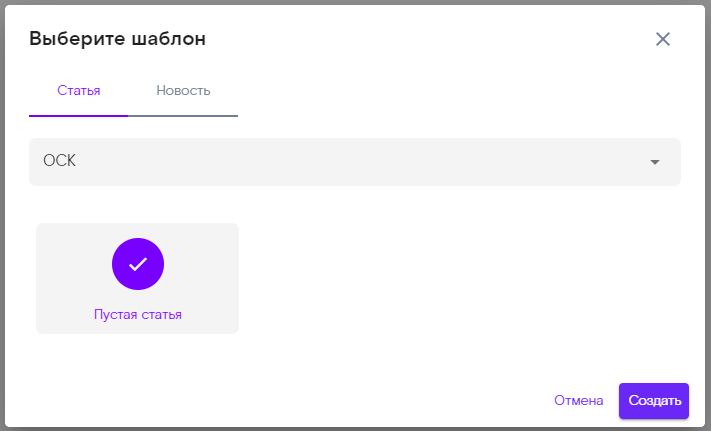 Выберите шаблон
Статья Новость
ОСК
Пустая статья
Отмена Создать